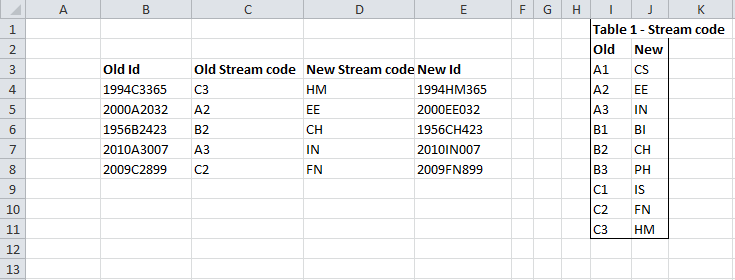 A B C D E F G H I J K
1 Table 1 - Stream code
2 Old New
3 Old Id Old Stream code New Stream code New Id A1 CS
4 1994C3365 C3 HM 1994HM365 A2 EE
5 2000A2032 A2 EE 2000EE032 A3 IN
6 1956B2423 B2 CH 1956CH423 B1 BI
7 2010A3007 A3 IN 2010IN007 B2 CH
8 2009C2899 C2 FN 2009FN899 B3 PH
9 C1 IS
10 C2 FN
11 C3 HM
12
13